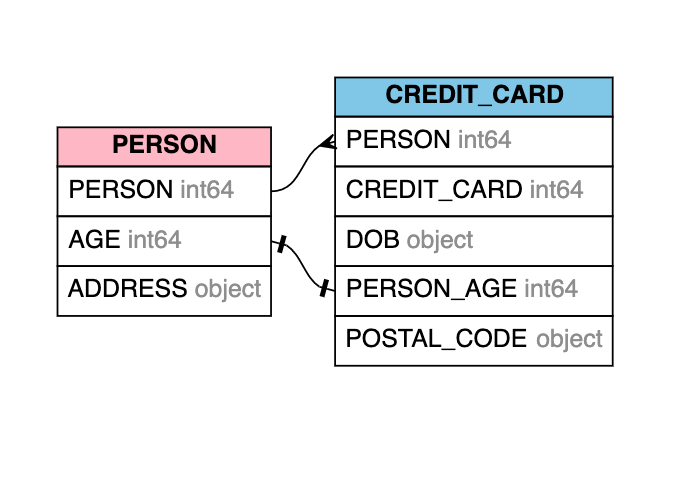 PERSON
PERSON int64
AGE int64
ADDRESS object
CREDIT_CARD
PERSON int64
CREDIT_CARD int64
DOB object
PERSON_AGE int64
POSTAL_CODE object